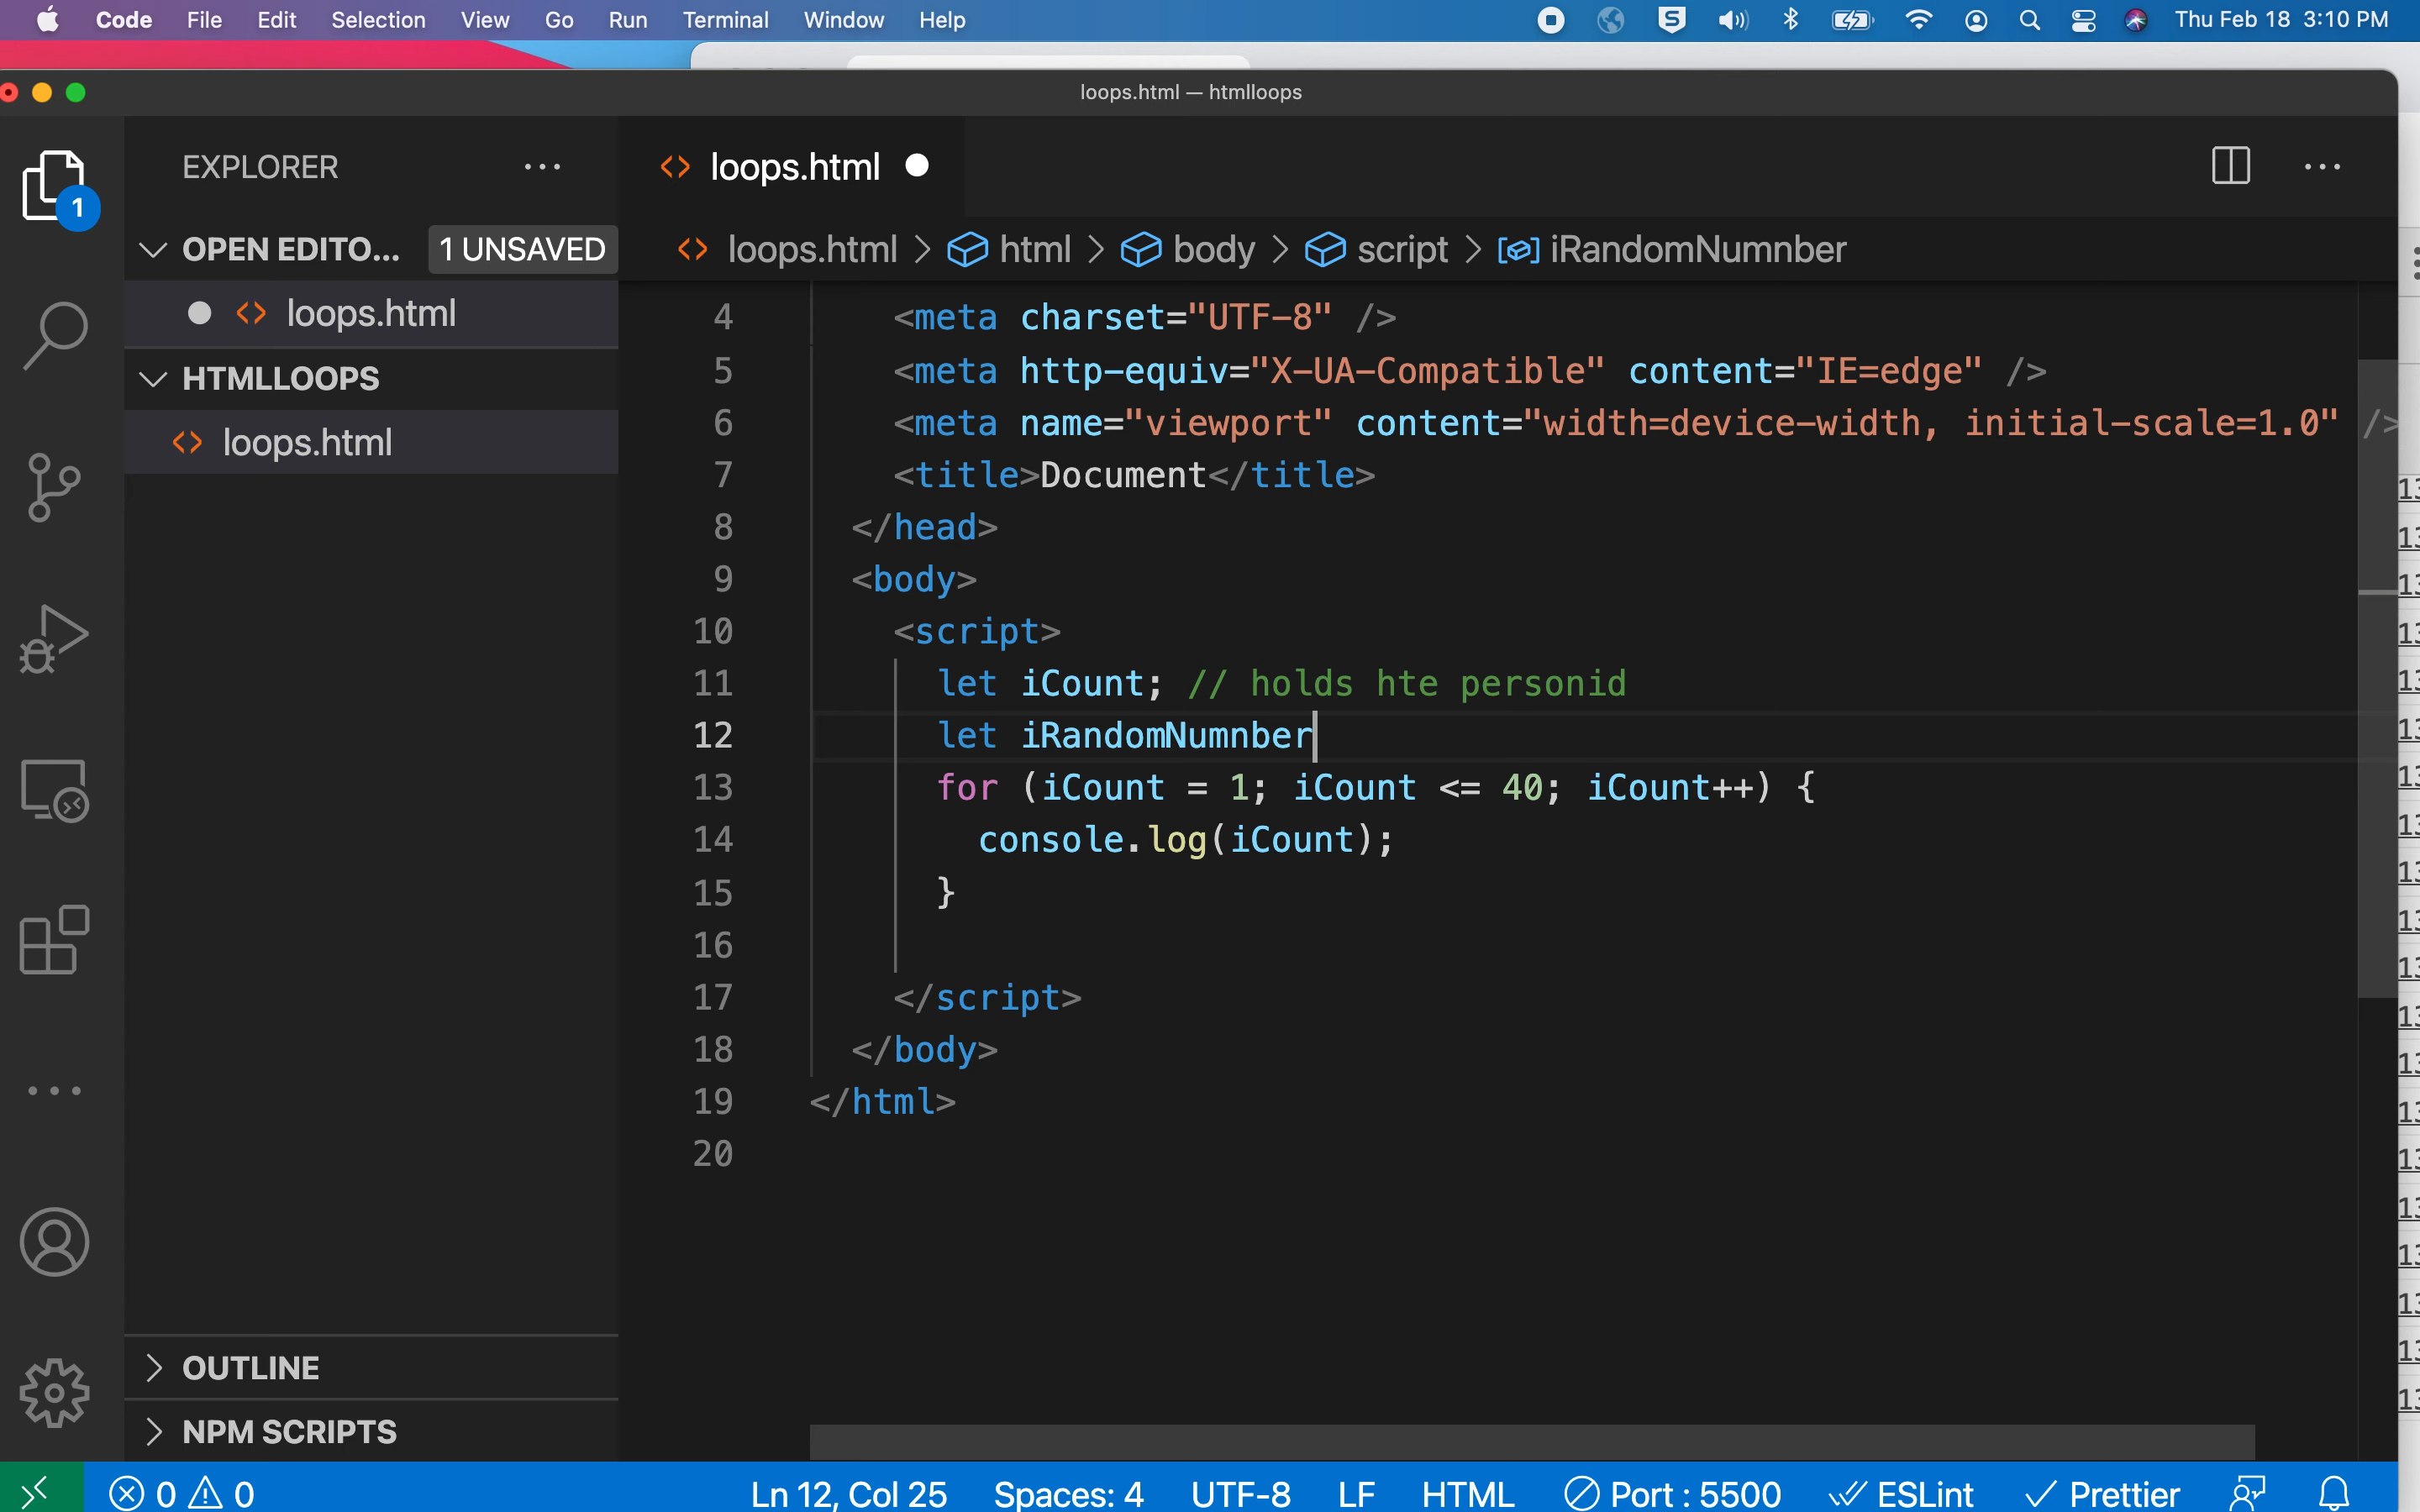 Code File Edit Selection View Go Run Terminal Window Help Thu Feb 18 3:10 PM
loops.html — htmlloops
EXPLORER
loops.html
1
OPEN EDITO... 1 UNSAVED
loops.html > html > body > script > iRandomNumnber
loops.html
HTMLLOOPS
loops.html
4 <meta charset="UTF-8" />
5 <meta http-equiv="X-UA-Compatible" content="IE=edge" />
6 <meta name="viewport" content="width=device-width, initial-scale=1.0" />
7 <title>Document</title>
8 </head>
9 <body>
10 <script>
11 let iCount; // holds hte personid
12 let iRandomNumnber
13 for (iCount = 1; iCount <= 40; iCount++) {
14 console.log(iCount);
15 }
16
17 </script>
18 </body>
19 </html>
20
OUTLINE
NPM SCRIPTS
0 0 Ln 12, Col 25 Spaces: 4 UTF-8 LF HTML Port : 5500 ESLint Prettier